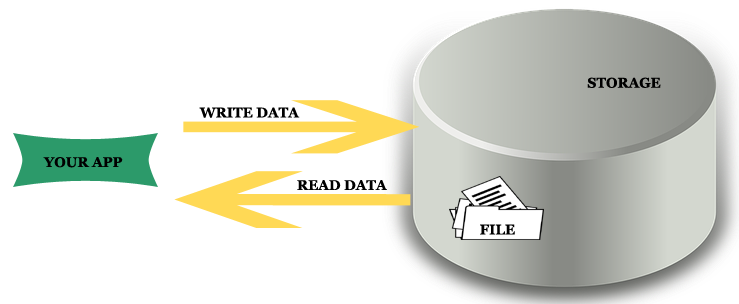 STORAGE
WRITE DATA
YOUR APP
READ DATA
FILE